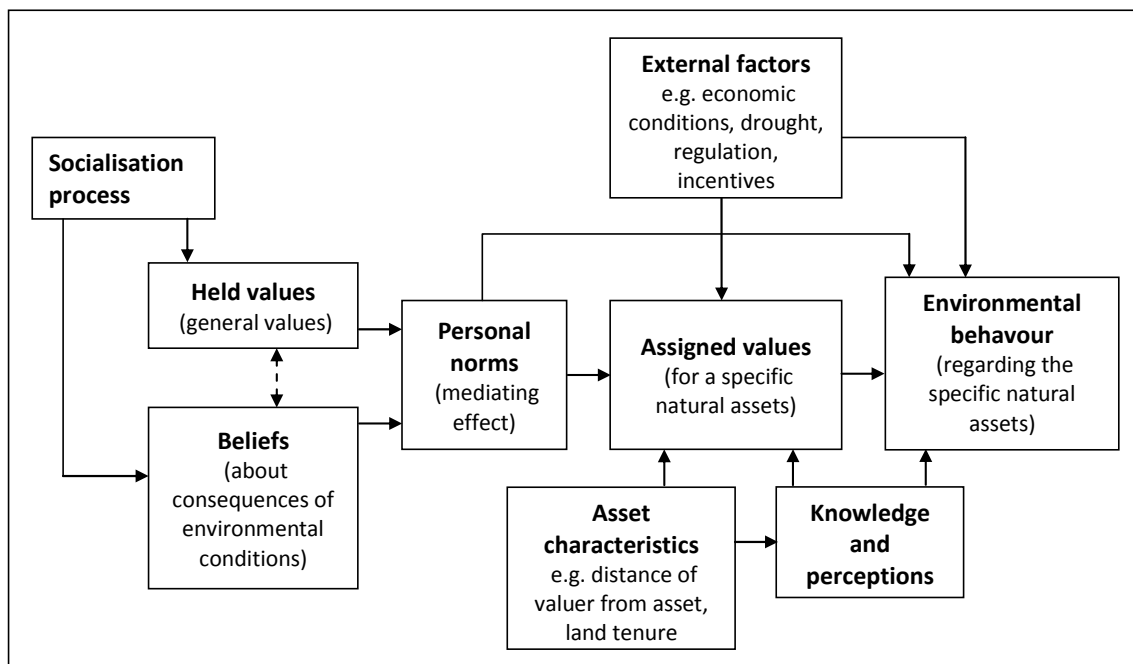 External factors
e.g. economic
conditions, drought,
regulation,
incentives
Socialisation
process
Held values
(general values)
Personal
norms
(mediating
effect)
Assigned values
(for a specific
natural assets)
Environmental
behavour
(regarding the
specific natural
assets)
Beliefs
(about
consequences of
environmental
conditions)
Asset
characteristics
e.g. distance of
valuer from asset,
land tenure
Knowledge
and
perceptions